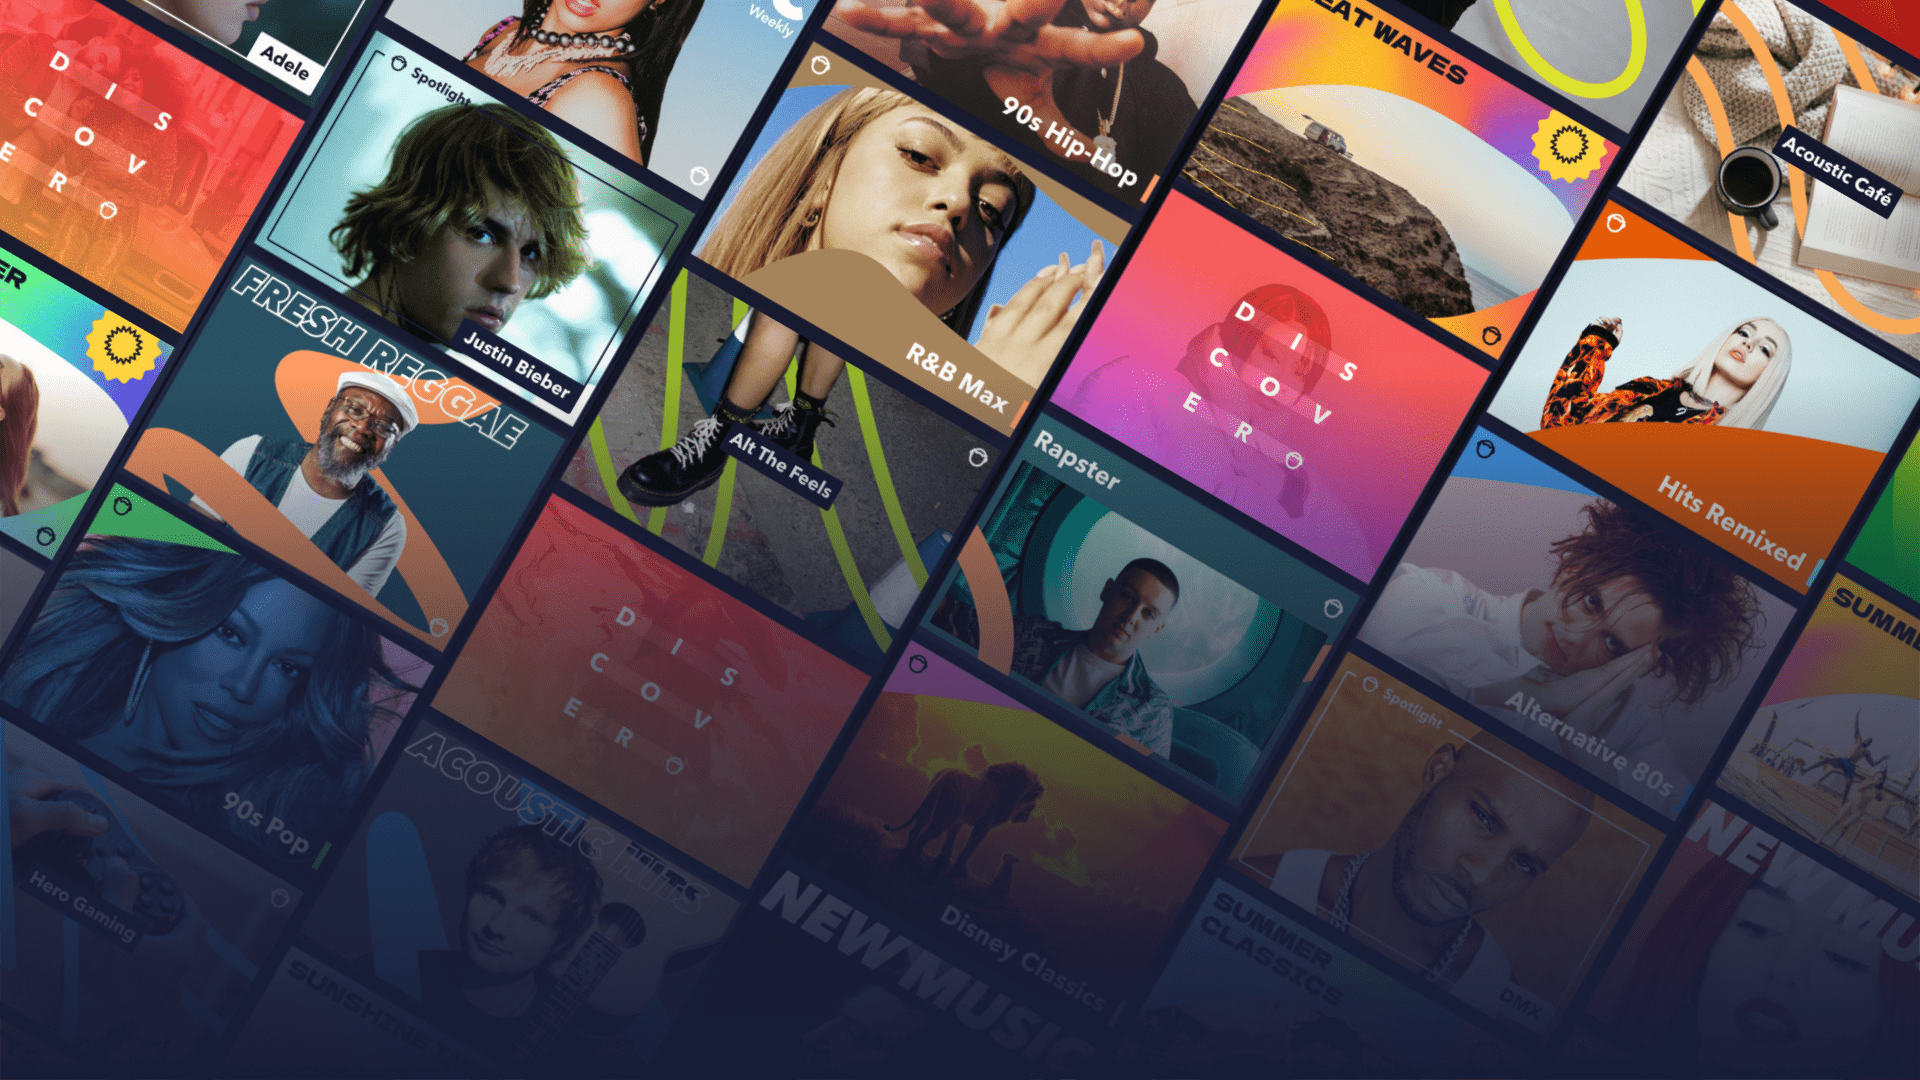 Adele
Weekly
D I S
C O V
E R
Spotlight
Justin Bieber
90s Hip-Hop
EAT WAVES
Acoustic Café
ER
FRESH REGGAE
R&B Max
D I S
C O V
E R
Alt The Feels
Rapster
Hits Remixed
D I S
C O V
E R
SUMM
90s Pop
Hero Gaming
ACOUSTIC HITS
Disney Classics
Spotlight
DMX
Alternative 80s
NEW MUSIC
SUMMER
CLASSICS
NEW MUS
SUNSHINE